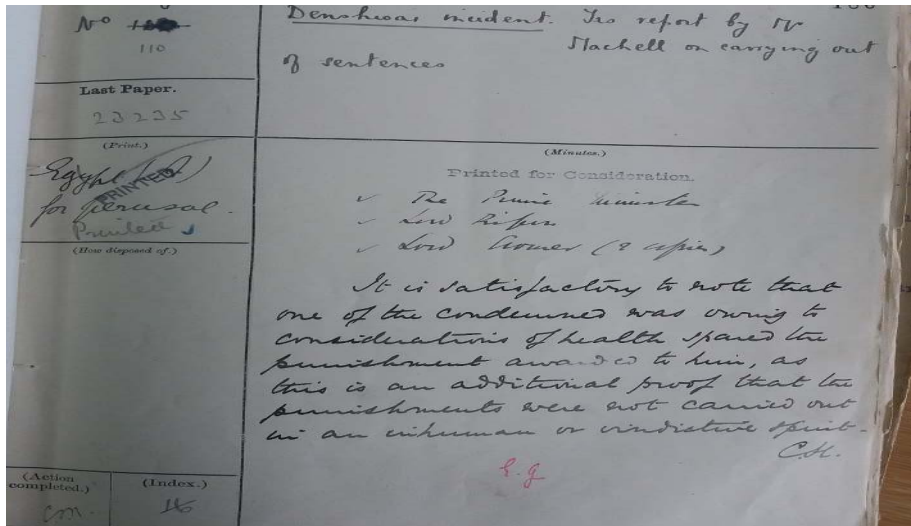 No
110
Denshwai incident. Trs report by Mr
Machell on carrying out
of sentences
Last Paper.
23235
(Print.)
Egypt
PRINTED
for perusal.
Printed
(How disposed of.)
(Minutes.)
Printed for Consideration.
✓ The Prime Minister
✓ Lord Ripon
✓ Lord Cromer (2 copies)
It is satisfactory to note that
one of the condemned was owing to
considerations of health spared the
punishment awarded to him, as
this is an additional proof that the
punishments were not carried out
in an inhuman or vindictive spirit.
C.H.
E.g
(Action
completed.)
(Index.)